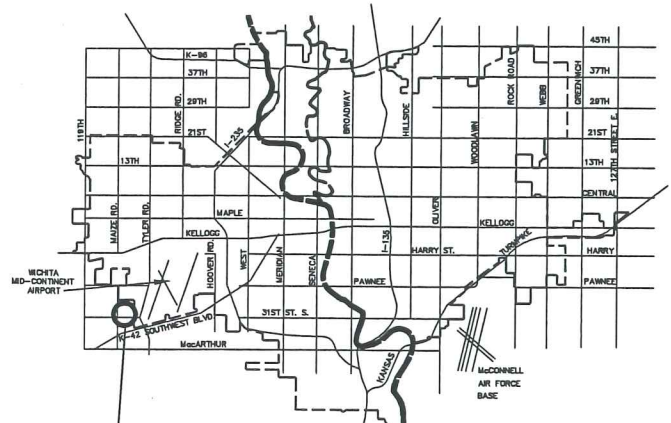 45TH
K-96
37TH
37TH
29TH
29TH
21ST
21ST
13TH
13TH
CENTRAL
MAPLE
KELLOGG
KELLOGG
HARRY ST.
HARRY
PAWNEE
PAWNEE
31ST ST. S.
K-42 SOUTHWEST BLVD.
MacARTHUR
119TH
MAIZE RD.
TYLER RD.
RIDGE RD.
HOOVER RD.
I-235
WEST
MERIDIAN
SENECA
BROADWAY
I-135
HILLSIDE
OLIVER
WOODLAWN
ROCK ROAD
WEBB
GREENWICH
127TH STREET E.
TURNPIKE
KANSAS
WICHITA
MID-CONTINENT
AIRPORT
McCONNELL
AIR FORCE
BASE